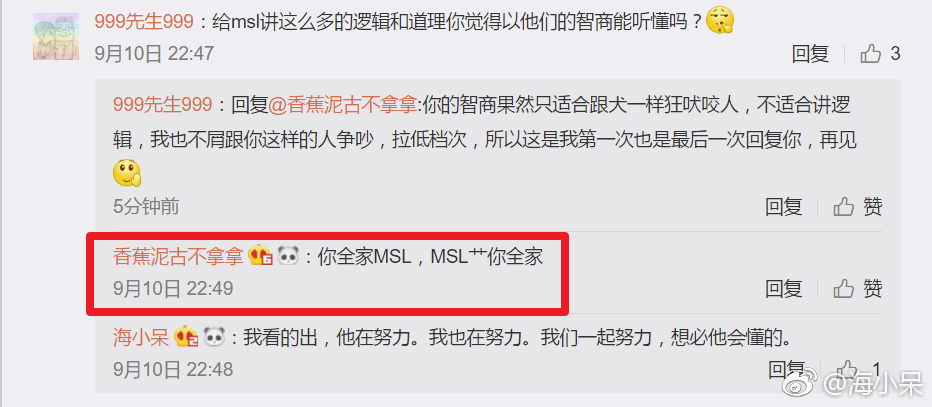 999先生999：给msl讲这么多的逻辑和道理你觉得以他们的智商能听懂吗？
9月10日 22:47
回复 3
999先生999：回复@香蕉泥古不拿拿:你的智商果然只适合跟犬一样狂吠咬人，不适合讲逻
辑，我也不屑跟你这样的人争吵，拉低档次，所以这是我第一次也是最后一次回复你，再见
5分钟前
回复 赞
香蕉泥古不拿拿：你全家MSL，MSL艹你全家
9月10日 22:49
回复 赞
海小呆：我看的出，他在努力。我也在努力。我们一起努力，想必他会懂的。
9月10日 22:48
回复 1
@海小呆